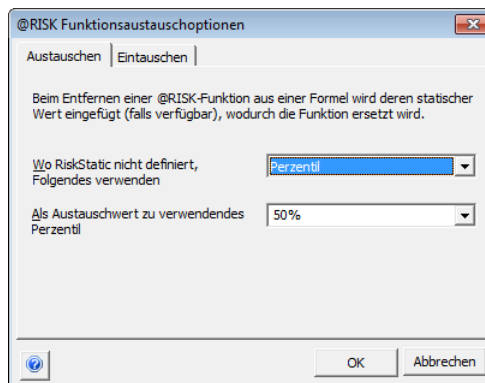 @RISK Funktionsaustauschoptionen
Austauschen
Eintauschen
Beim Entfernen einer @RISK-Funktion aus einer Formel wird deren statischer
Wert eingefügt (falls verfügbar), wodurch die Funktion ersetzt wird.
Wo RiskStatic nicht definiert,
Folgendes verwenden
Perzentil
Als Austauschwert zu verwendendes
Perzentil
50%
?
OK
Abbrechen